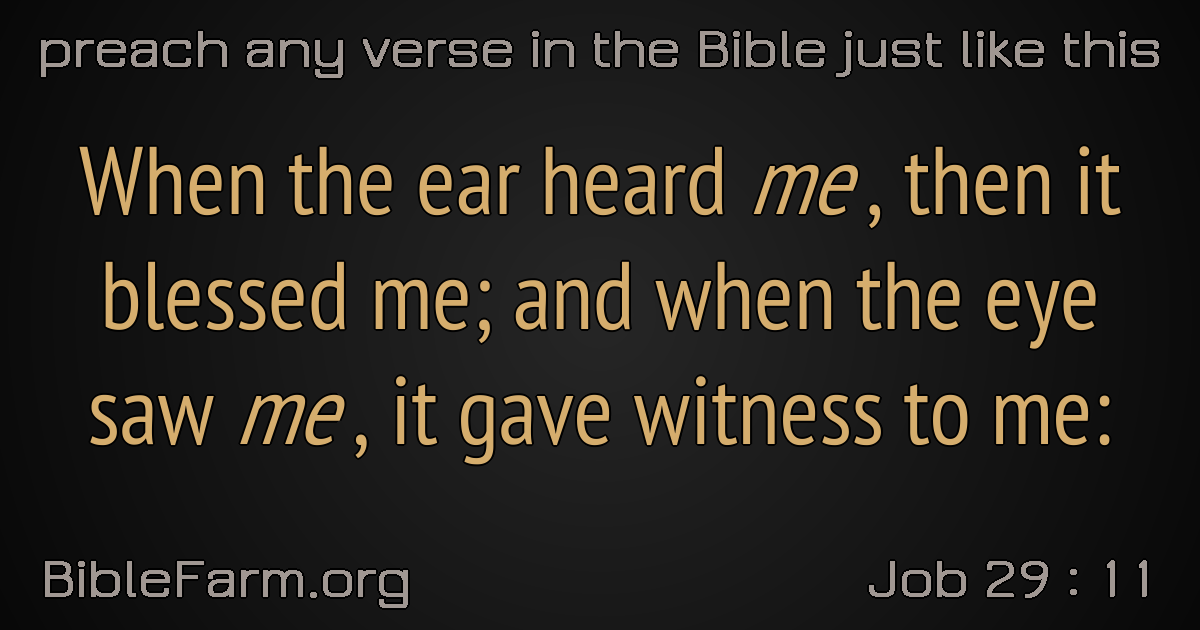 preach any verse in the Bible just like this
When the ear heard me, then it
blessed me; and when the eye
saw me, it gave witness to me:
BibleFarm.org
Job 29 : 11